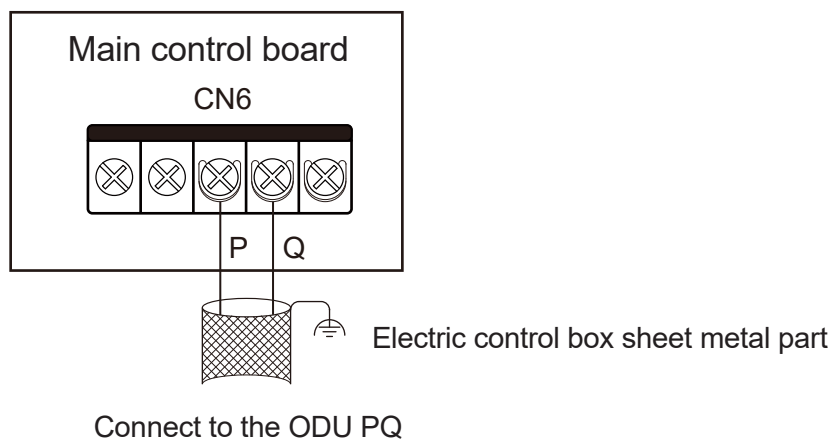 Main control board
CN6
P Q
Electric control box sheet metal part
Connect to the ODU PQ